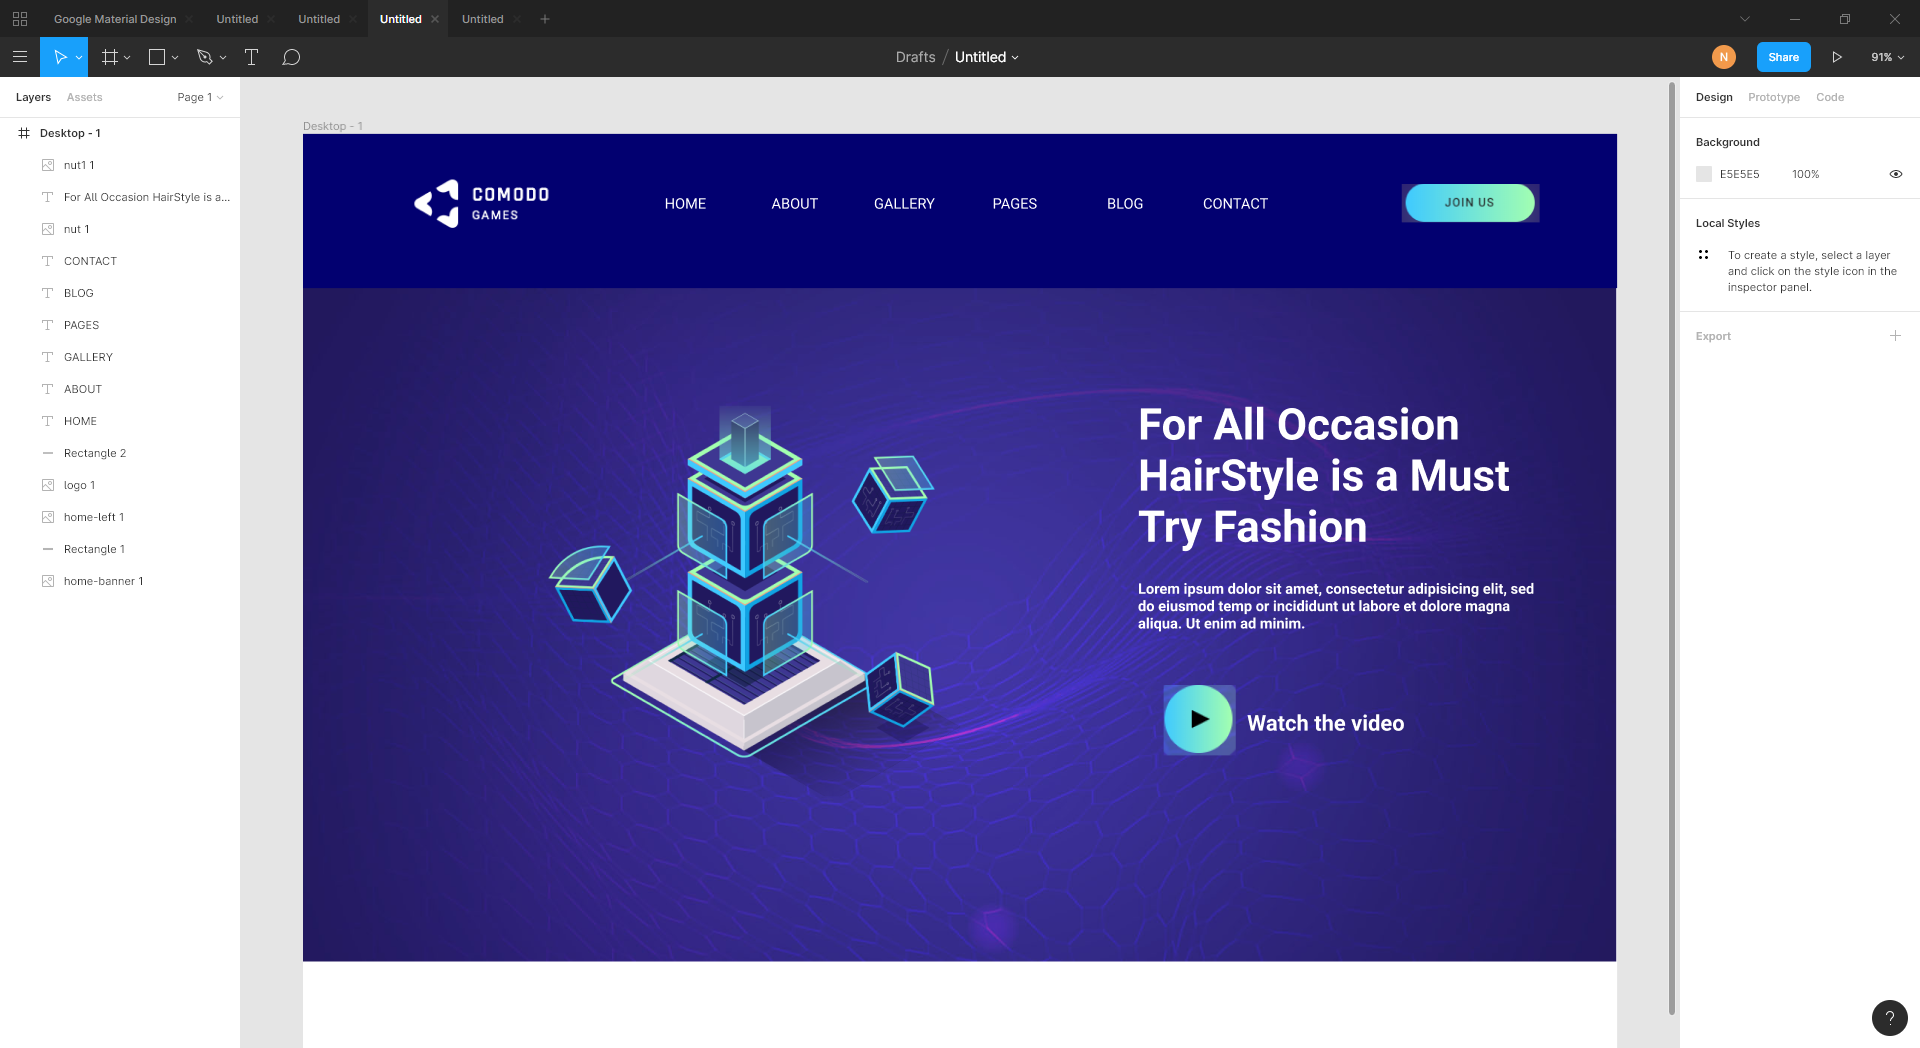 Google Material Design
Untitled
Untitled
Untitled
Untitled
Drafts / Untitled
N
Share
91%
Layers
Assets
Page 1
Desktop - 1
nut1 1
For All Occasion HairStyle is a...
nut 1
CONTACT
BLOG
PAGES
GALLERY
ABOUT
HOME
Rectangle 2
logo 1
home-left 1
Rectangle 1
home-banner 1
Desktop - 1
COMODO
GAMES
HOME
ABOUT
GALLERY
PAGES
BLOG
CONTACT
JOIN US
For All Occasion
HairStyle is a Must
Try Fashion
Lorem ipsum dolor sit amet, consectetur adipisicing elit, sed
do eiusmod temp or incididunt ut labore et dolore magna
aliqua. Ut enim ad minim.
Watch the video
Design
Prototype
Code
Background
E5E5E5
100%
Local Styles
To create a style, select a layer
and click on the style icon in the
inspector panel.
Export
?